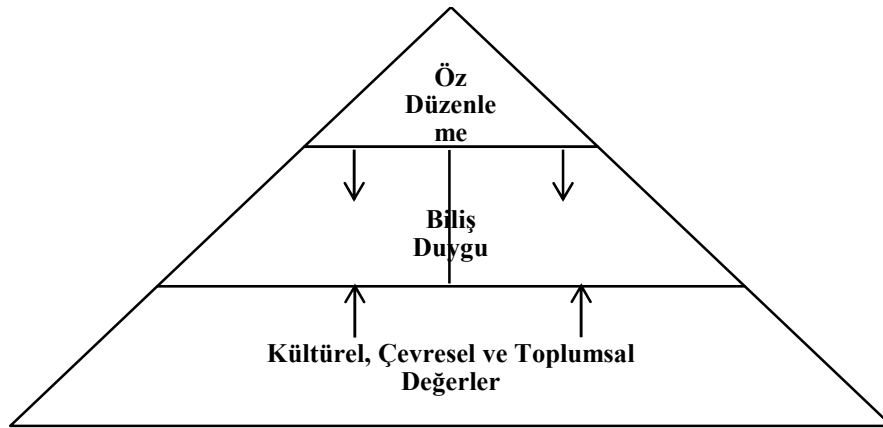 Öz
Düzenle
me
Biliş
Duygu
Kültürel, Çevresel ve Toplumsal
Değerler